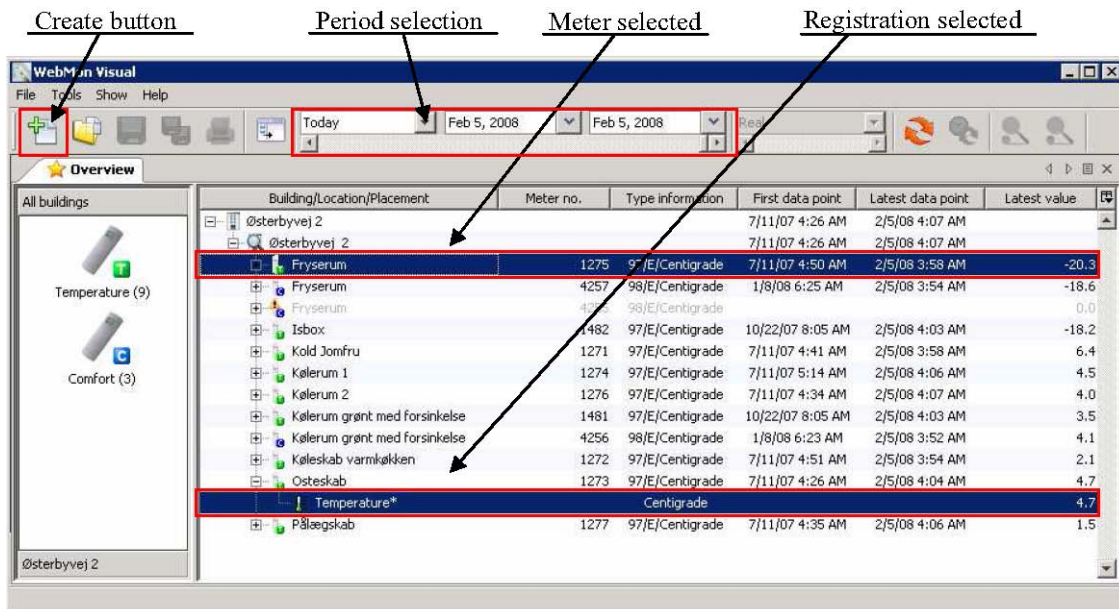 Create button Period selection Meter selected Registration selected
WebMon Visual
File Tools Show Help
Today Feb 5, 2008 Feb 5, 2008 Real
Overview
All buildings Building/Location/Placement Meter no. Type information First data point Latest data point Latest value
Østerbyvej 2 7/11/07 4:26 AM 2/5/08 4:07 AM
Østerbyvej 2 7/11/07 4:26 AM 2/5/08 4:07 AM
Fryserum 1275 97/E/Centigrade 7/11/07 4:50 AM 2/5/08 3:58 AM -20.3
Temperature (9)
Fryserum 4257 98/E/Centigrade 1/8/08 6:25 AM 2/5/08 3:54 AM -18.6
Fryserum 98/E/Centigrade 0.0
Isbox 1482 97/E/Centigrade 10/22/07 8:05 AM 2/5/08 4:03 AM -18.2
Kold Jomfru 1271 97/E/Centigrade 7/11/07 4:41 AM 2/5/08 3:58 AM 6.4
Comfort (3)
Kølerum 1 1274 97/E/Centigrade 7/11/07 5:14 AM 2/5/08 4:06 AM 4.5
Kølerum 2 1276 97/E/Centigrade 7/11/07 4:34 AM 2/5/08 4:07 AM 4.0
Kølerum grønt med forsinkelse 1481 97/E/Centigrade 10/22/07 8:05 AM 2/5/08 4:03 AM 3.5
Kølerum grønt med forsinkelse 4256 98/E/Centigrade 1/8/08 6:23 AM 2/5/08 3:52 AM 4.1
Køleskab varmkøkken 1272 97/E/Centigrade 7/11/07 4:51 AM 2/5/08 3:54 AM 2.1
Osteskab 1273 97/E/Centigrade 7/11/07 4:26 AM 2/5/08 4:04 AM 4.7
Temperature* Centigrade 4.7
Pålægskab 1277 97/E/Centigrade 7/11/07 4:35 AM 2/5/08 4:06 AM 1.5
Østerbyvej 2